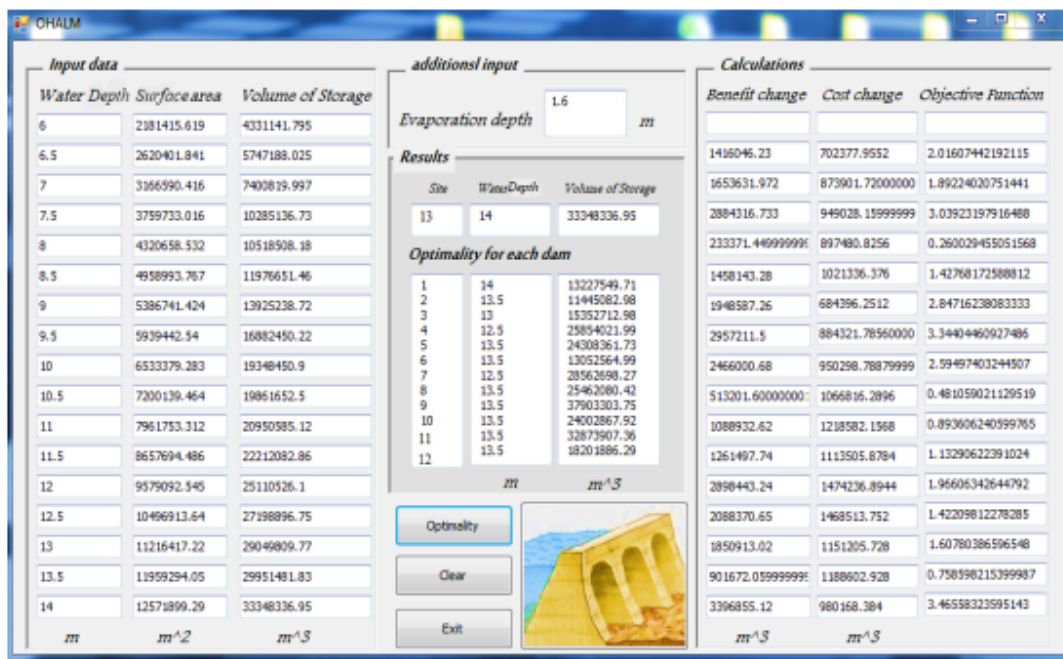 OHALM
Input data
Water Depth Surface area Volume of Storage
6 2181415.619 4331141.795
6.5 2620401.841 5747188.025
7 3166590.416 7400819.997
7.5 3759733.016 10285136.73
8 4320658.532 10518508.18
8.5 4958993.767 11976651.46
9 5386741.424 13925238.72
9.5 5939442.54 16882450.22
10 6533379.283 19348450.9
10.5 7200139.464 19861652.5
11 7961753.312 20950585.12
11.5 8657694.486 22212082.86
12 9579092.545 25110526.1
12.5 10496913.64 27198896.75
13 11216417.22 29049809.77
13.5 11959294.05 29951481.83
14 12571899.29 33348336.95
m m^2 m^3
additionsl input
Evaporation depth 1.6 m
Results
Site Water Depth Volume of Storage
13 14 33348336.95
Optimality for each dam
1 14 13227549.71
2 13.5 11445082.98
3 13 15352712.98
4 12.5 25854021.99
5 13.5 24308361.73
6 13.5 13052564.99
7 12.5 28562698.27
8 13.5 25462080.42
9 13.5 37903303.75
10 13.5 24002867.92
11 13.5 32873907.36
12 13.5 18201886.29
m m^3
Optimality
Clear
Exit
Calculations
Benefit change Cost change Objective Function
1416046.23 702377.9552 2.01607442192115
1653631.972 873901.72000000 1.89224020751441
2884316.733 949028.15999999 3.03923197916488
233371.449999999 897480.8256 0.260029455051568
1458143.28 1021336.376 1.42768172588812
1948587.26 684396.2512 2.84716238083333
2957211.5 884321.78560000 3.34404460927486
2466000.68 950298.78879999 2.59497403244507
513201.60000000 1066816.2896 0.481059021129519
1088932.62 1218582.1568 0.893606240599765
1261497.74 1113505.8784 1.13290622391024
2898443.24 1474236.8944 1.96606342644792
2088370.65 1468513.752 1.42209812278285
1850913.02 1151205.728 1.60780386596548
901672.05999999 1188602.928 0.758598215399987
3396855.12 980168.384 3.46558323595143
m^3 m^3